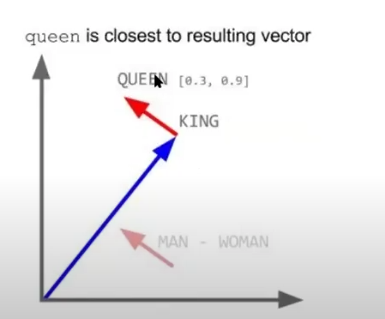 queen is closest to resulting vector
QUEEN [0.3, 0.9]
KING
MAN - WOMAN